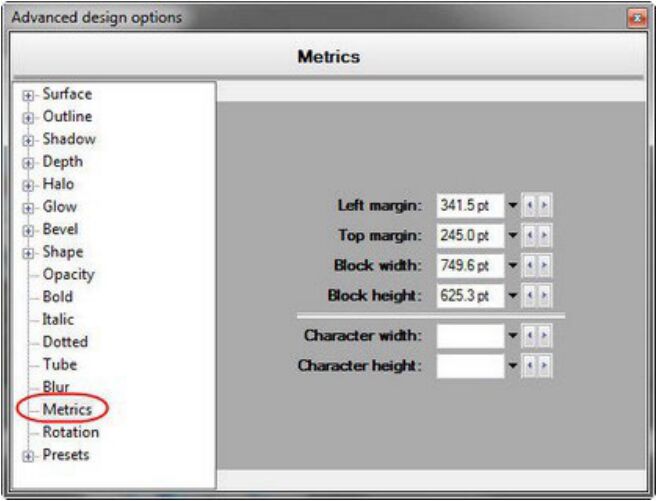 Advanced design options
Metrics
Surface
Outline
Shadow
Depth
Halo
Glow
Bevel
Shape
Opacity
Bold
Italic
Dotted
Tube
Blur
Metrics
Rotation
Presets
Left margin: 341.5 pt
Top margin: 245.0 pt
Block width: 749.6 pt
Block height: 625.3 pt
Character width:
Character height: